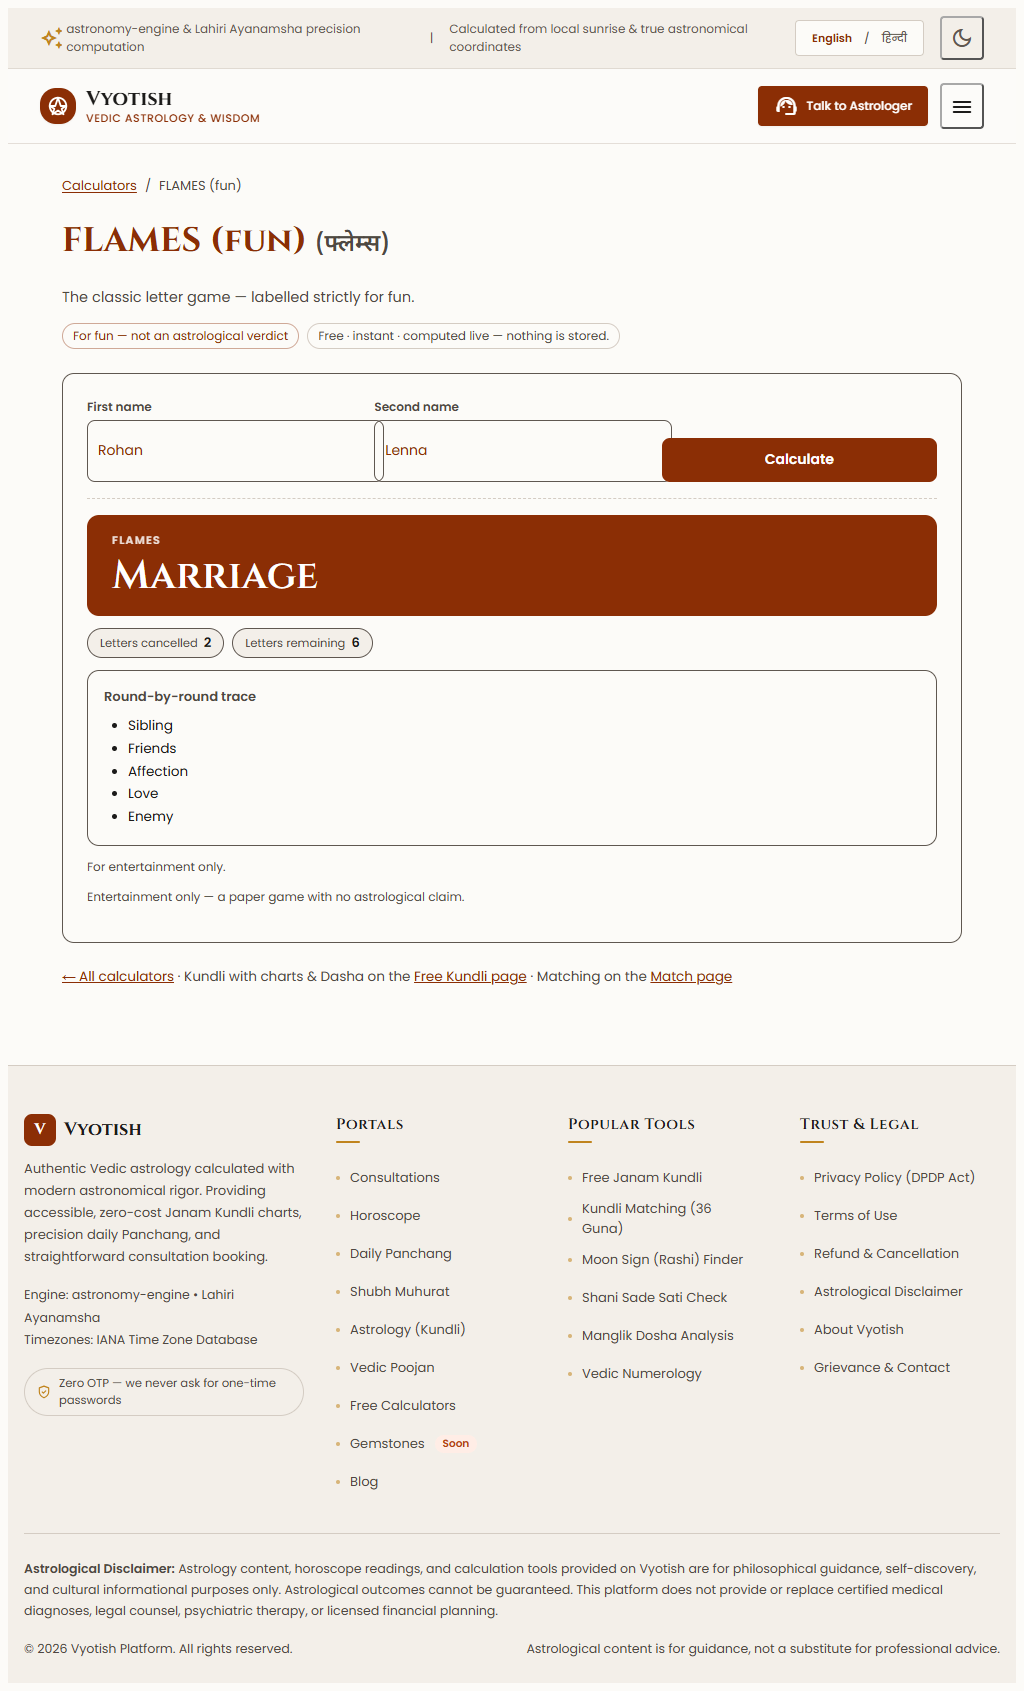 astronomy-engine & Lahiri Ayanamsha precision computation
|
Calculated from local sunrise & true astronomical coordinates
English / हिन्दी
Vyotish
VEDIC ASTROLOGY & WISDOM
Talk to Astrologer
Calculators / FLAMES (fun)
FLAMES (fun) (फ्लेम्स)
The classic letter game — labelled strictly for fun.
For fun — not an astrological verdict
Free · instant · computed live — nothing is stored.
First name
Second name
Rohan
Lenna
Calculate
FLAMES
Marriage
Letters cancelled 2
Letters remaining 6
Round-by-round trace
• Sibling
• Friends
• Affection
• Love
• Enemy
For entertainment only.
Entertainment only — a paper game with no astrological claim.
← All calculators · Kundli with charts & Dasha on the Free Kundli page · Matching on the Match page
V Vyotish
Authentic Vedic astrology calculated with
modern astronomical rigor. Providing
accessible, zero-cost Janam Kundli charts,
precision daily Panchang, and
straightforward consultation booking.
Engine: astronomy-engine • Lahiri
Ayanamsha
Timezones: IANA Time Zone Database
Zero OTP — we never ask for one-time
passwords
Portals
Consultations
Horoscope
Daily Panchang
Shubh Muhurat
Astrology (Kundli)
Vedic Poojan
Free Calculators
Gemstones Soon
Blog
Popular Tools
Free Janam Kundli
Kundli Matching (36
Guna)
Moon Sign (Rashi) Finder
Shani Sade Sati Check
Manglik Dosha Analysis
Vedic Numerology
Trust & Legal
Privacy Policy (DPDP Act)
Terms of Use
Refund & Cancellation
Astrological Disclaimer
About Vyotish
Grievance & Contact
Astrological Disclaimer: Astrology content, horoscope readings, and calculation tools provided on Vyotish are for philosophical guidance, self-discovery,
and cultural informational purposes only. Astrological outcomes cannot be guaranteed. This platform does not provide or replace certified medical
diagnoses, legal counsel, psychiatric therapy, or licensed financial planning.
© 2026 Vyotish Platform. All rights reserved.
Astrological content is for guidance, not a substitute for professional advice.